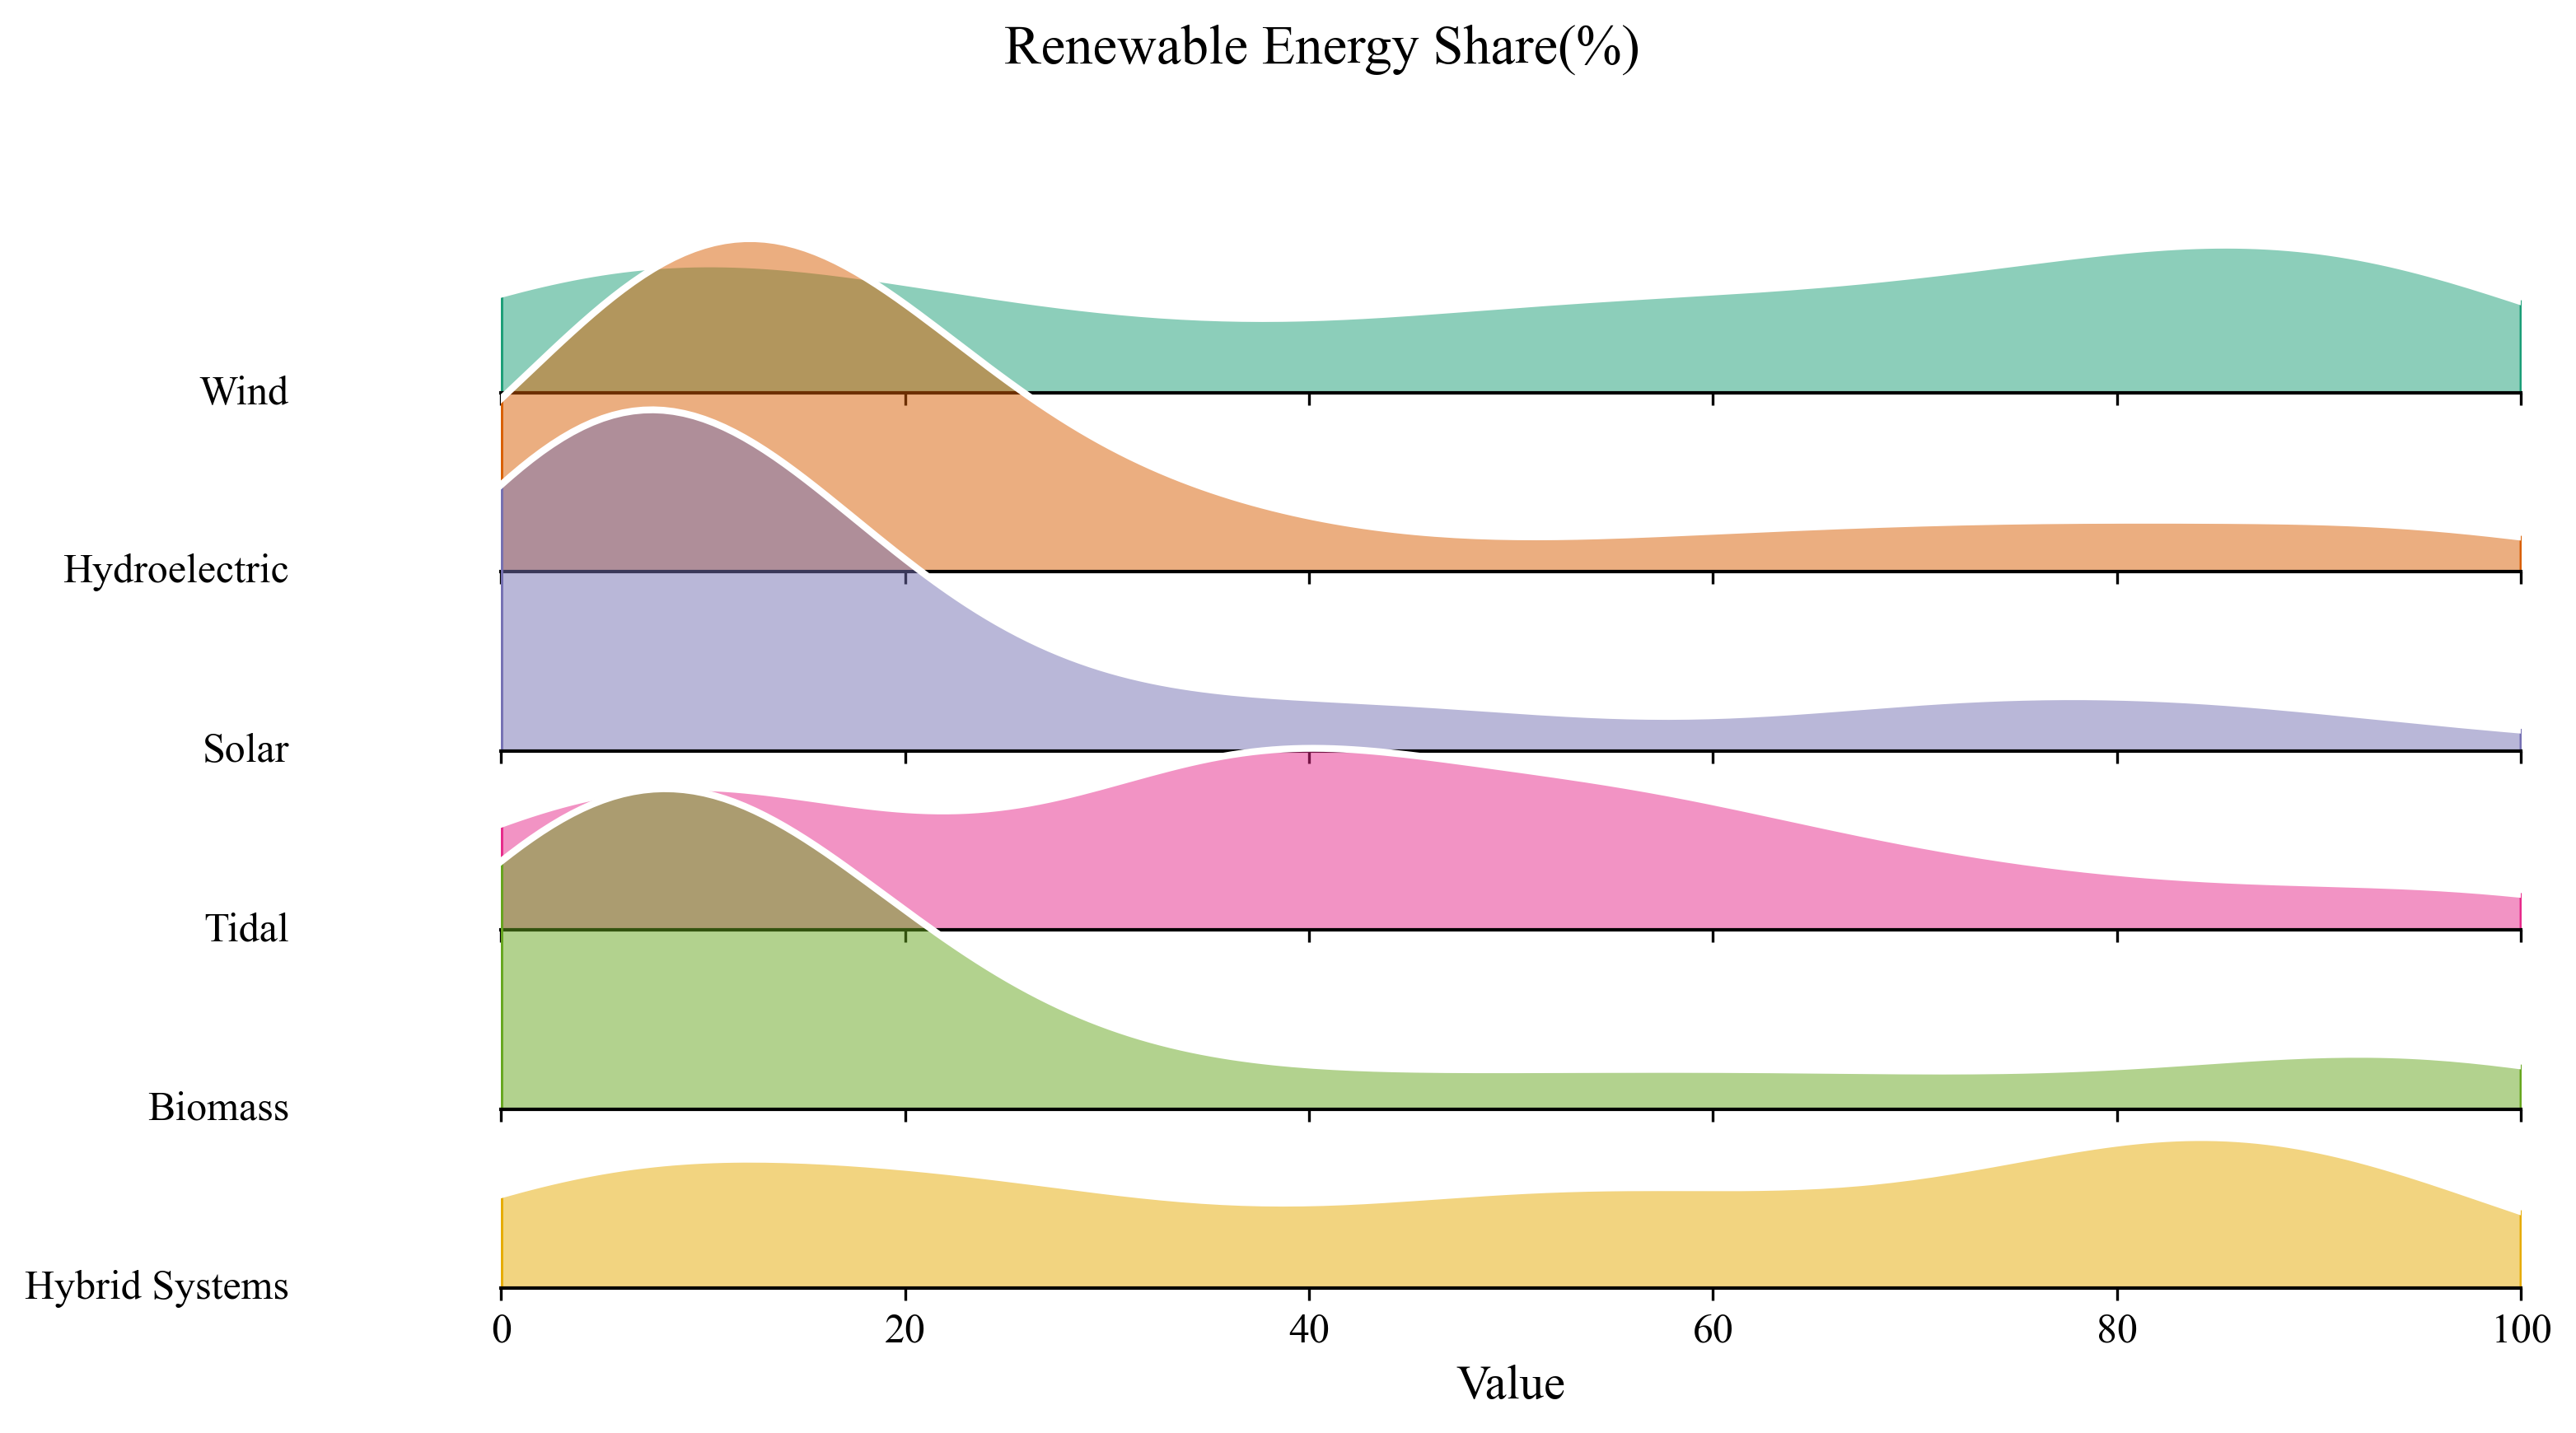 Renewable Energy Share(%)
Wind
Hydroelectric
Solar
Tidal
Biomass
Hybrid Systems
0 20 40 60 80 100
Value